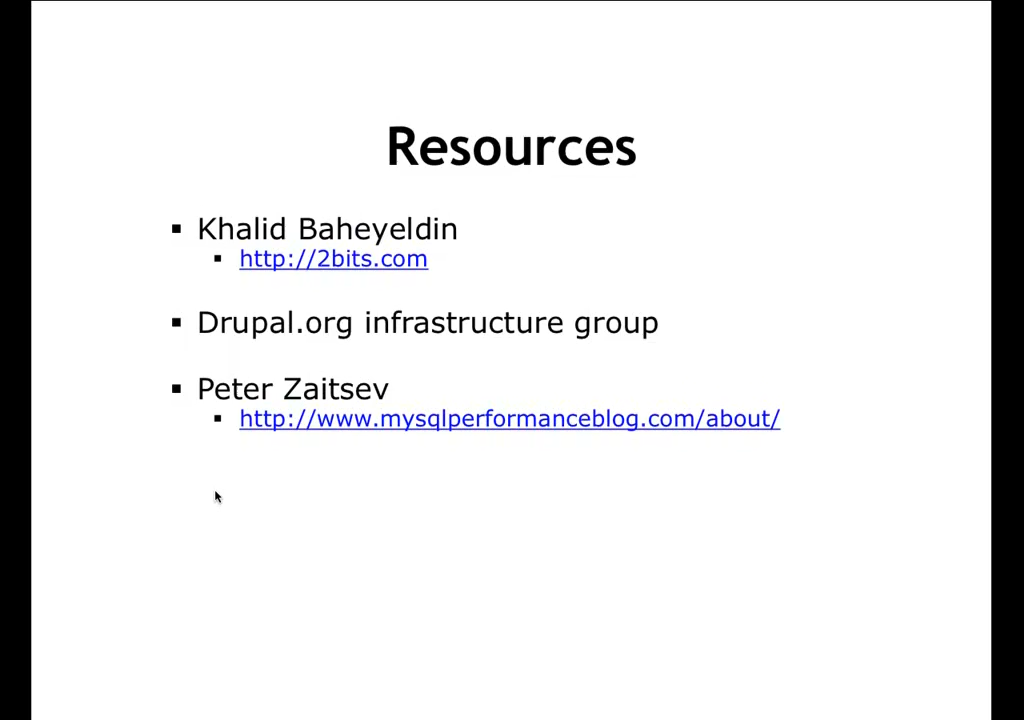 Resources
▪ Khalid Baheyeldin
▪ http://2bits.com
▪ Drupal.org infrastructure group
▪ Peter Zaitsev
▪ http://www.mysqlperformanceblog.com/about/